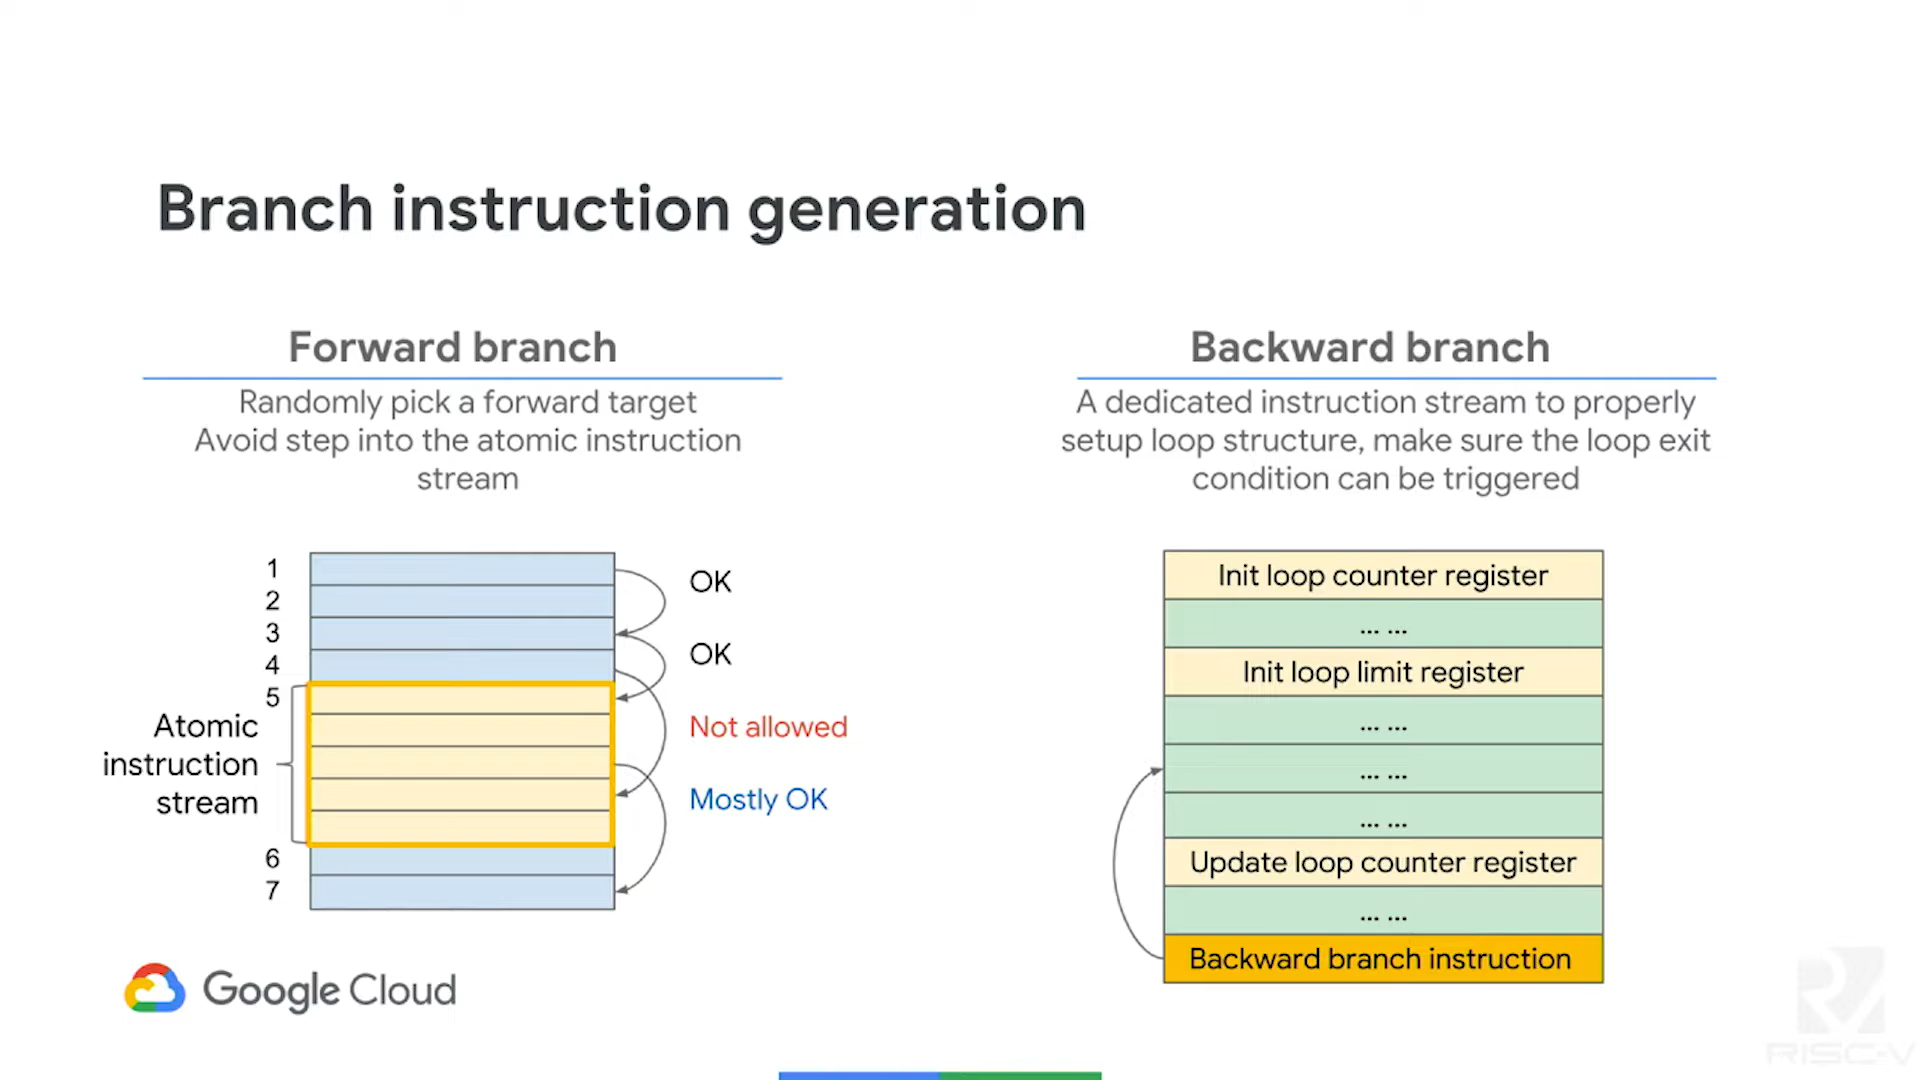 Branch instruction generation
Forward branch
Randomly pick a forward target
Avoid step into the atomic instruction
stream
1
2
3
4
5
6
7
Atomic
instruction
stream
OK
OK
Not allowed
Mostly OK
Backward branch
A dedicated instruction stream to properly
setup loop structure, make sure the loop exit
condition can be triggered
Init loop counter register
... ...
Init loop limit register
... ...
... ...
... ...
Update loop counter register
... ...
Backward branch instruction
Google Cloud
RISC-V